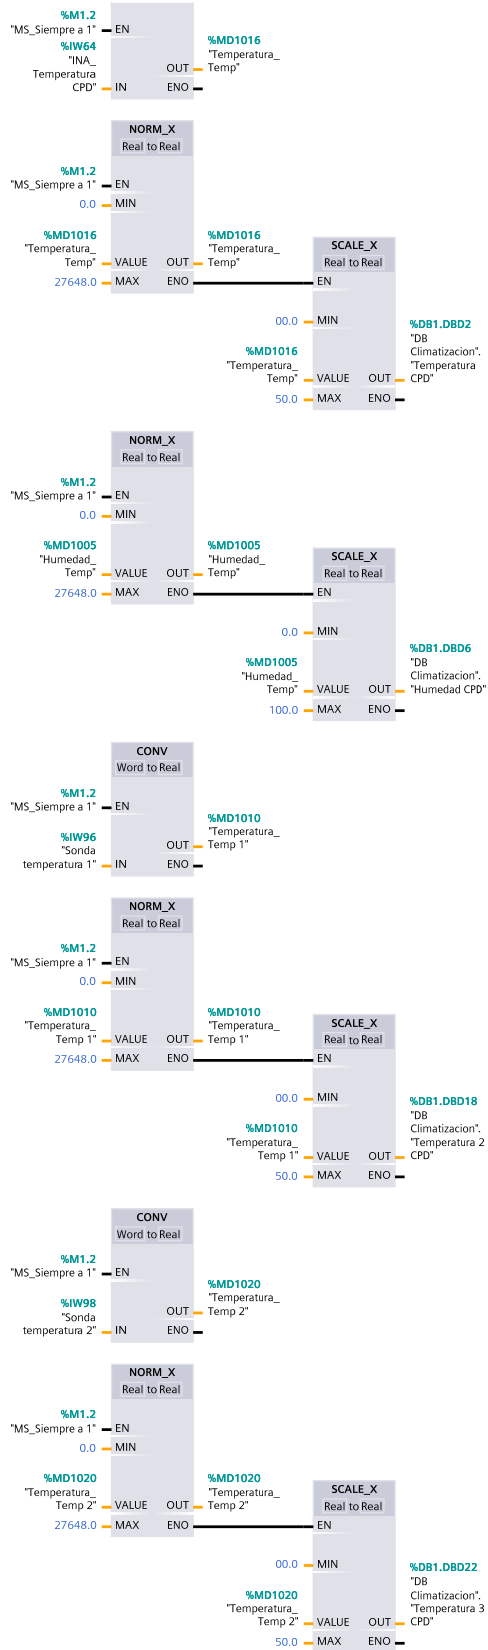 %M1.2
"MS_Siempre a 1" EN
%IW64
"INA_
Temperatura
CPD" IN
%MD1016
"Temperatura_
OUT Temp"
ENO
NORM_X
Real to Real
%M1.2
"MS_Siempre a 1" EN
0.0 MIN
%MD1016
"Temperatura_
Temp" VALUE
27648.0 MAX
%MD1016
"Temperatura_
OUT Temp"
ENO
SCALE_X
Real to Real
EN
00.0 MIN
%MD1016
"Temperatura_
Temp" VALUE
50.0 MAX
%DB1.DBD2
"DB
Climatizacion".
"Temperatura
OUT CPD"
ENO
NORM_X
Real to Real
%M1.2
"MS_Siempre a 1" EN
0.0 MIN
%MD1005
"Humedad_
Temp" VALUE
27648.0 MAX
%MD1005
"Humedad_
OUT Temp"
ENO
SCALE_X
Real to Real
EN
0.0 MIN
%MD1005
"Humedad_
Temp" VALUE
100.0 MAX
%DB1.DBD6
"DB
Climatizacion".
OUT "Humedad CPD"
ENO
CONV
Word to Real
%M1.2
"MS_Siempre a 1" EN
%IW96
"Sonda
temperatura 1" IN
%MD1010
"Temperatura_
OUT Temp 1"
ENO
NORM_X
Real to Real
%M1.2
"MS_Siempre a 1" EN
0.0 MIN
%MD1010
"Temperatura_
Temp 1" VALUE
27648.0 MAX
%MD1010
"Temperatura_
OUT Temp 1"
ENO
SCALE_X
Real to Real
EN
00.0 MIN
%MD1010
"Temperatura_
Temp 1" VALUE
50.0 MAX
%DB1.DBD18
"DB
Climatizacion".
"Temperatura 2
OUT CPD"
ENO
CONV
Word to Real
%M1.2
"MS_Siempre a 1" EN
%IW98
"Sonda
temperatura 2" IN
%MD1020
"Temperatura_
OUT Temp 2"
ENO
NORM_X
Real to Real
%M1.2
"MS_Siempre a 1" EN
0.0 MIN
%MD1020
"Temperatura_
Temp 2" VALUE
27648.0 MAX
%MD1020
"Temperatura_
OUT Temp 2"
ENO
SCALE_X
Real to Real
EN
00.0 MIN
%MD1020
"Temperatura_
Temp 2" VALUE
50.0 MAX
%DB1.DBD22
"DB
Climatizacion".
"Temperatura 3
OUT CPD"
ENO